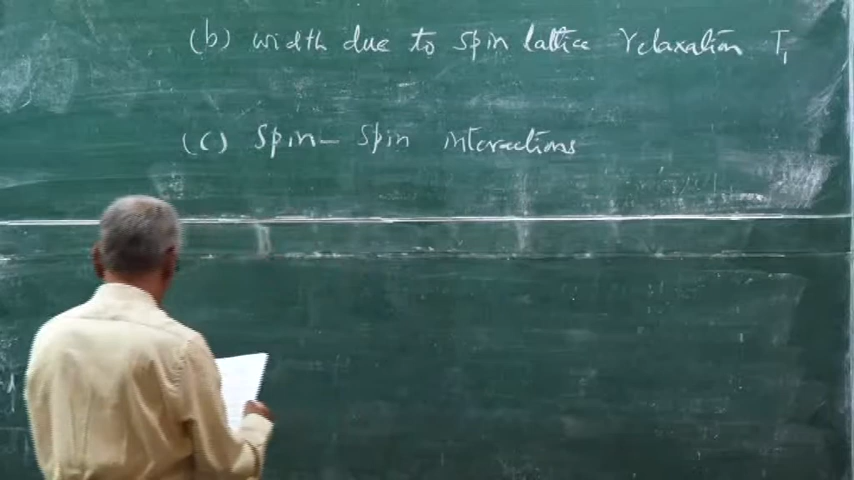 (b) width due to spin lattice relaxation T₁
(c) Spin- Spin interactions